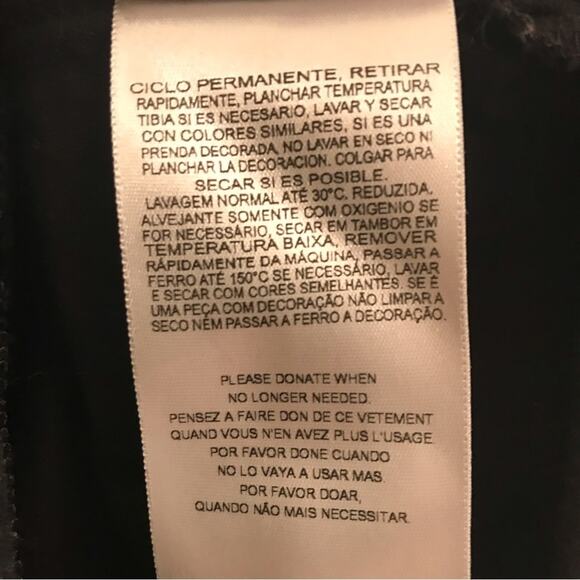 CICLO PERMANENTE, RETIRAR
RAPIDAMENTE, PLANCHAR TEMPERATURA
TIBIA SI ES NECESARIO, LAVAR Y SECAR
CON COLORES SIMILARES, SI ES UNA
PRENDA DECORADA, NO LAVAR EN SECO NI
PLANCHAR LA DECORACION. COLGAR PARA
SECAR SI ES POSIBLE.
LAVAGEM NORMAL ATÉ 30°C, REDUZIDA.
ALVEJANTE SOMENTE COM OXIGENIO SE
FOR NECESSÁRIO, SECAR EM TAMBOR EM
TEMPERATURA BAIXA, REMOVER
RÁPIDAMENTE DA MÁQUINA, PASSAR A
FERRO ATÉ 150°C SE NECESSÁRIO, LAVAR
E SECAR COM CORES SEMELHANTES. SE É
UMA PEÇA COM DECORAÇÃO NÃO LIMPAR A
SECO NEM PASSAR A FERRO A DECORAÇÃO.
PLEASE DONATE WHEN
NO LONGER NEEDED.
PENSEZ A FAIRE DON DE CE VETEMENT
QUAND VOUS N'EN AVEZ PLUS L'USAGE.
POR FAVOR DONE CUANDO
NO LO VAYA A USAR MAS.
POR FAVOR DOAR,
QUANDO NÃO MAIS NECESSITAR.